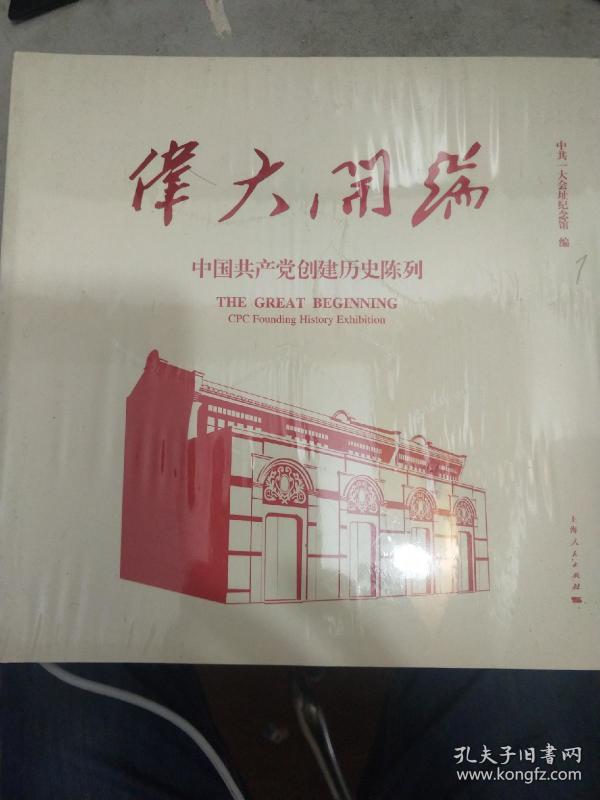 偉大開端
中国共产党创建历史陈列
THE GREAT BEGINNING
CPC Founding History Exhibition
中共一大会址纪念馆 编
上海人民出版社
孔夫子旧书网
www.kongfz.com